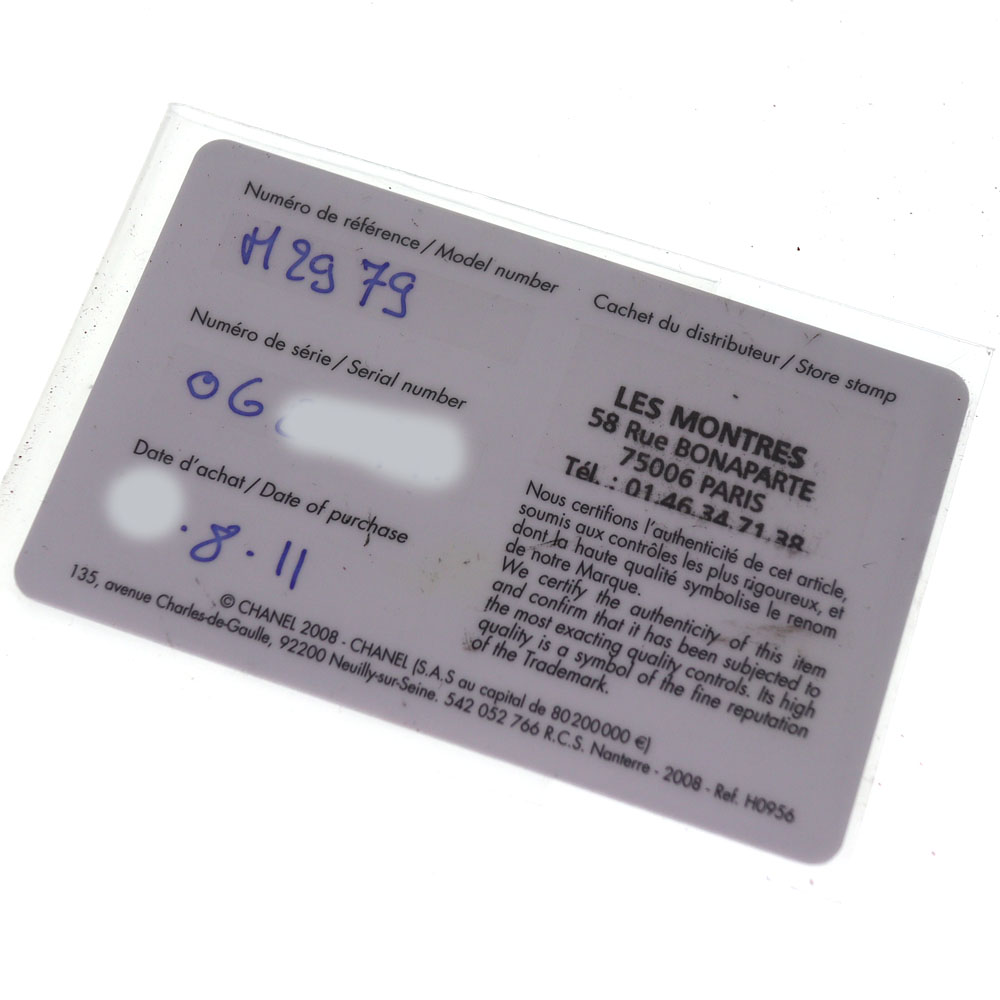 Numéro de référence / Model number
H2979
Numéro de série / Serial number
06
Date d'achat / Date of purchase
.8.11
Cachet du distributeur / Store stamp
LES MONTRES
58 Rue BONAPARTE
75006 PARIS
Tél. : 01.46.34.71.38
Nous certifions l'authenticité de cet article,
soumis aux contrôles les plus rigoureux, et
dont la haute qualité symbolise le renom
de notre Marque.
We certify the authenticity of this item
and confirm that it has been subjected to
the most exacting quality controls. Its high
quality is a symbol of the fine reputation
of the Trademark.
© CHANEL 2008 - CHANEL (S.A.S au capital de 80200000 €)
135, avenue Charles-de-Gaulle, 92200 Neuilly-sur-Seine. 542 052 766 R.C.S. Nanterre - 2008 - Ref. H0956